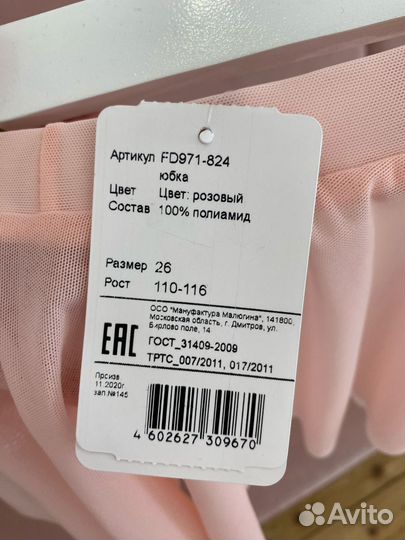 Артикул FD971-824
юбка
Цвет Цвет: розовый
Состав 100% полиамид
Размер 26
Рост 110-116
ООО "Мануфактура Малюгина", 141800,
Московская область, г. Дмитров, ул.
Бирлово поле, 14
EAC
ГОСТ_31409-2009
ТРТС_007/2011, 017/2011
Произв
11.2020г
зап.№145
4 602627 309670
Avito